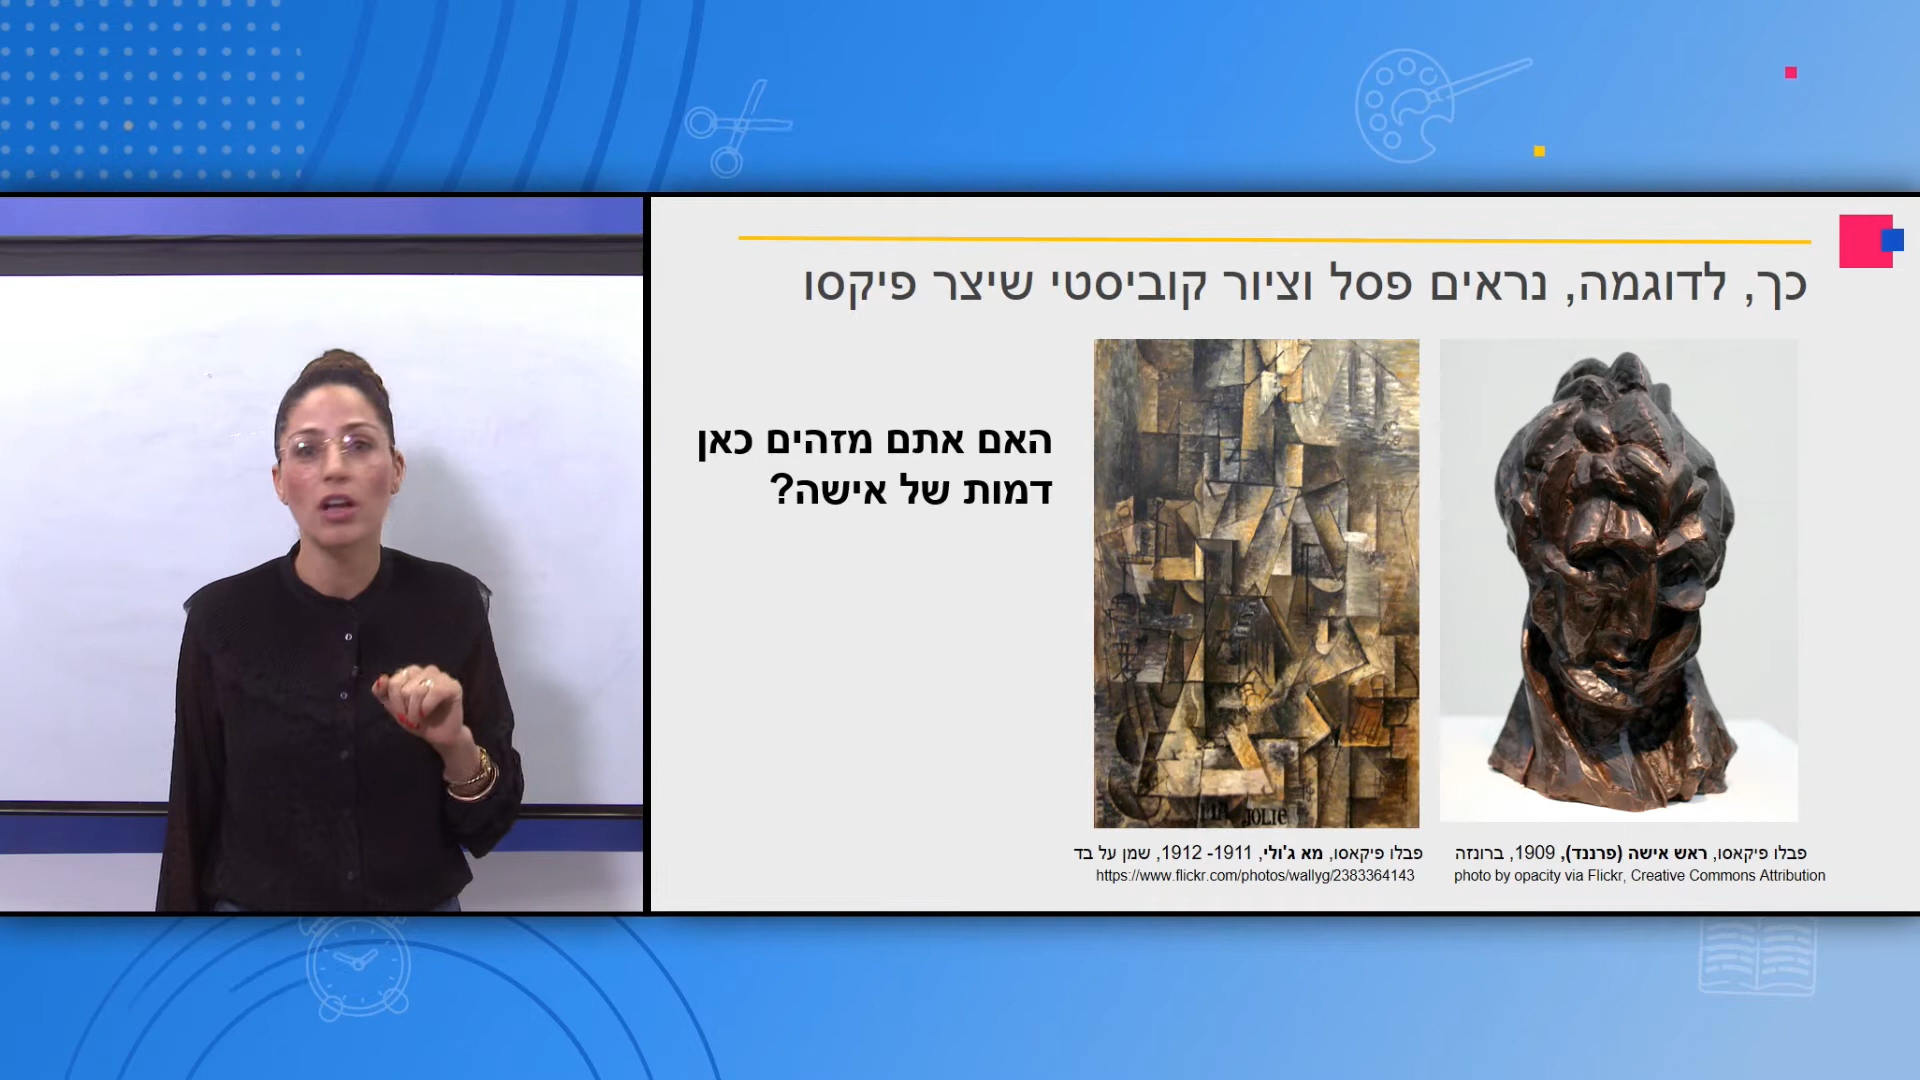 כך, לדוגמה, נראים פסל וציור קוביסטי שיצר פיקסו
האם אתם מזהים כאן
דמות של אישה?
MA JOLIE
פבלו פיקאסו, ראש אישה (פרננד), 1909, ברונזה
photo by opacity via Flickr, Creative Commons Attribution
פבלו פיקאסו, מא ג'ולי, 1911- 1912, שמן על בד
https://www.flickr.com/photos/wallyg/2383364143